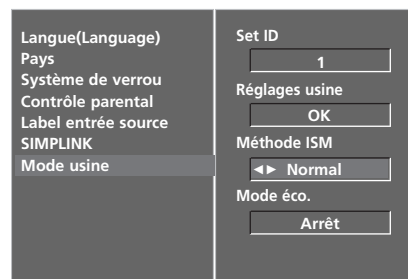 Langue(Language)
Pays
Système de verrou
Contrôle parental
Label entrée source
SIMPLINK
Mode usine
Set ID
1
Réglages usine
OK
Méthode ISM
◄► Normal
Mode éco.
Arrêt